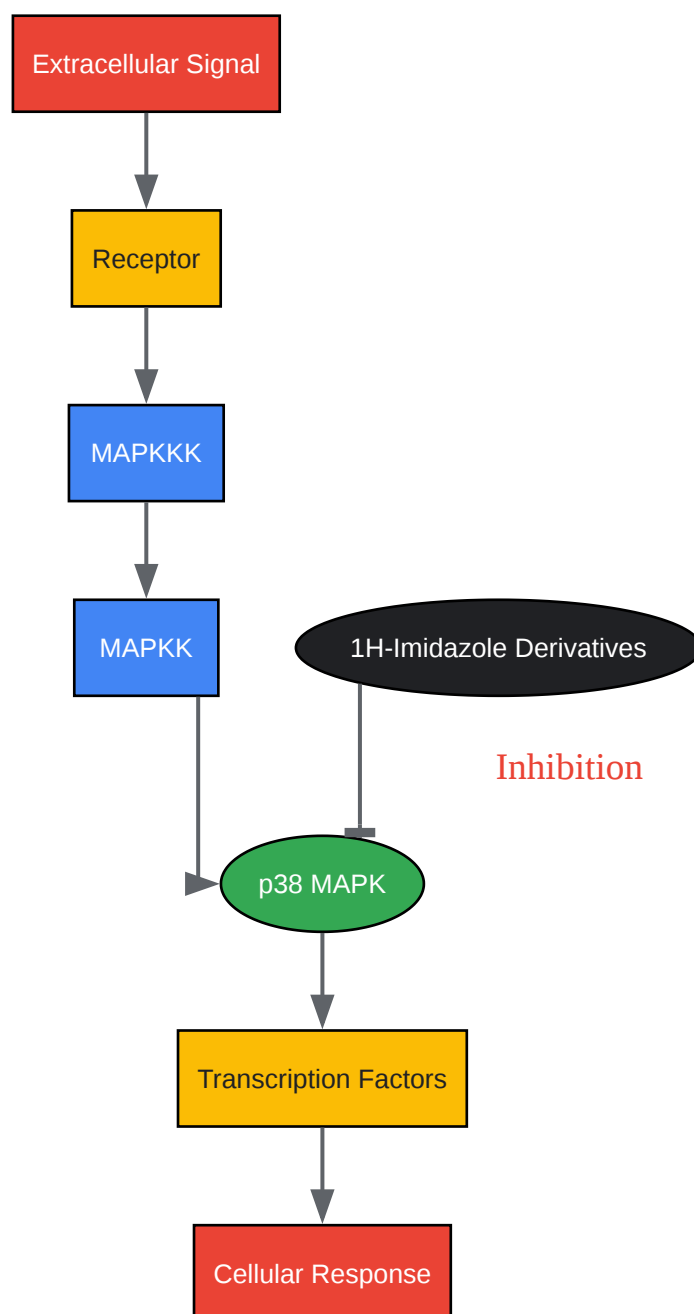 Extracellular Signal
Receptor
MAPKKK
MAPKK
1H-Imidazole Derivatives
Inhibition
p38 MAPK
Transcription Factors
Cellular Response